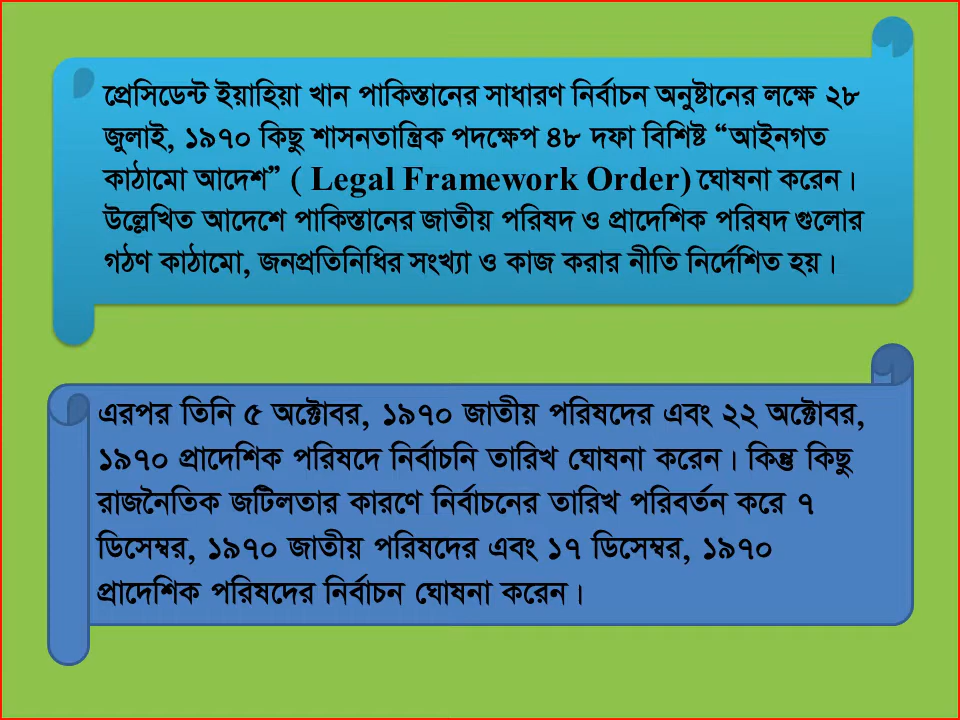 প্রেসিডেন্ট ইয়াহিয়া খান পাকিস্তানের সাধারণ নির্বাচন অনুষ্টানের লক্ষে ২৮
জুলাই, ১৯৭০ কিছু শাসনতান্ত্রিক পদক্ষেপ ৪৮ দফা বিশিষ্ট “আইনগত
কাঠামো আদেশ” ( Legal Framework Order) ঘোষনা করেন।
উল্লেখিত আদেশে পাকিস্তানের জাতীয় পরিষদ ও প্রাদেশিক পরিষদ গুলোর
গঠণ কাঠামো, জনপ্রতিনিধির সংখ্যা ও কাজ করার নীতি নির্দেশিত হয়।
এরপর তিনি ৫ অক্টোবর, ১৯৭০ জাতীয় পরিষদের এবং ২২ অক্টোবর,
১৯৭০ প্রাদেশিক পরিষদে নির্বাচনি তারিখ ঘোষনা করেন। কিন্তু কিছু
রাজনৈতিক জটিলতার কারণে নির্বাচনের তারিখ পরিবর্তন করে ৭
ডিসেম্বর, ১৯৭০ জাতীয় পরিষদের এবং ১৭ ডিসেম্বর, ১৯৭০
প্রাদেশিক পরিষদের নির্বাচন ঘোষনা করেন।